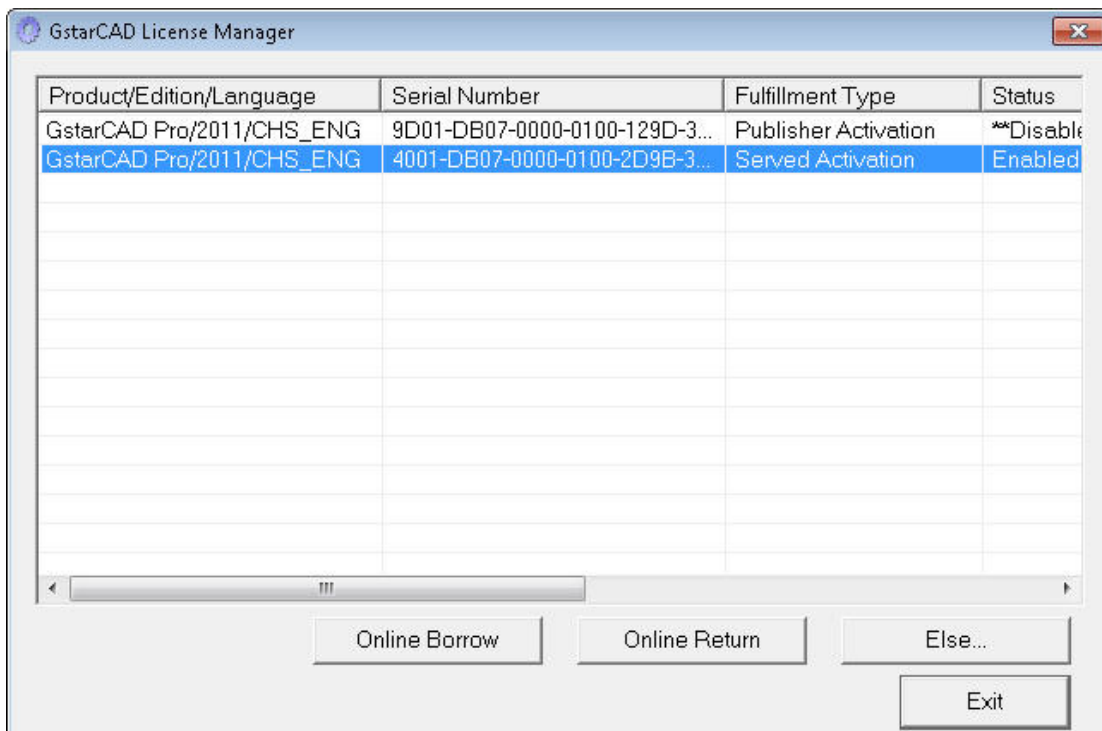 GstarCAD License Manager
Product/Edition/Language Serial Number Fulfillment Type Status
GstarCAD Pro/2011/CHS_ENG 9D01-DB07-0000-0100-129D-3... Publisher Activation **Disable
GstarCAD Pro/2011/CHS_ENG 4001-DB07-0000-0100-2D9B-3... Served Activation Enabled
Online Borrow Online Return Else...
Exit